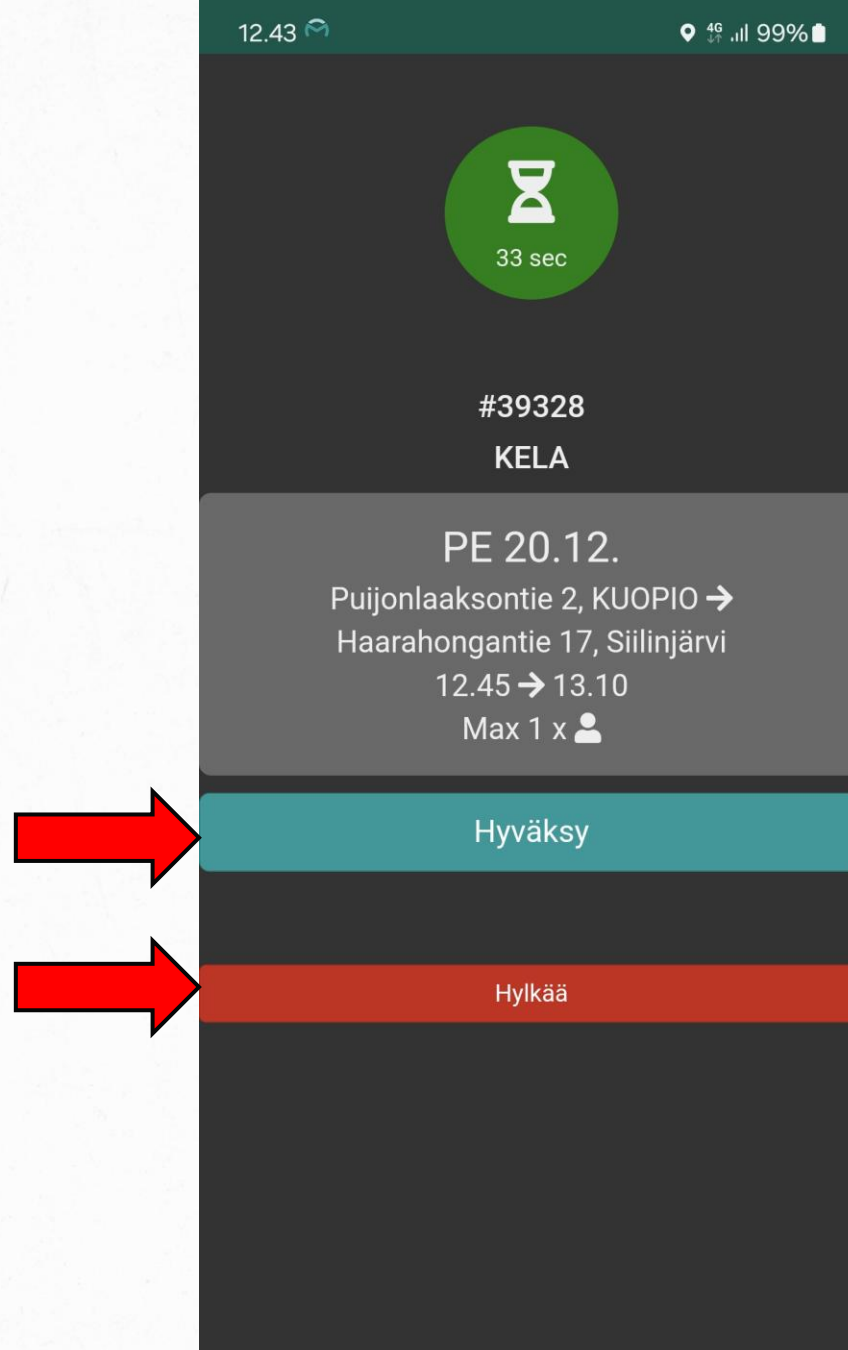 12.43 4G 99%
33 sec
#39328
KELA
PE 20.12.
Puijonlaaksontie 2, KUOPIO →
Haarahongantie 17, Siilinjärvi
12.45 → 13.10
Max 1 x
Hyväksy
Hylkää